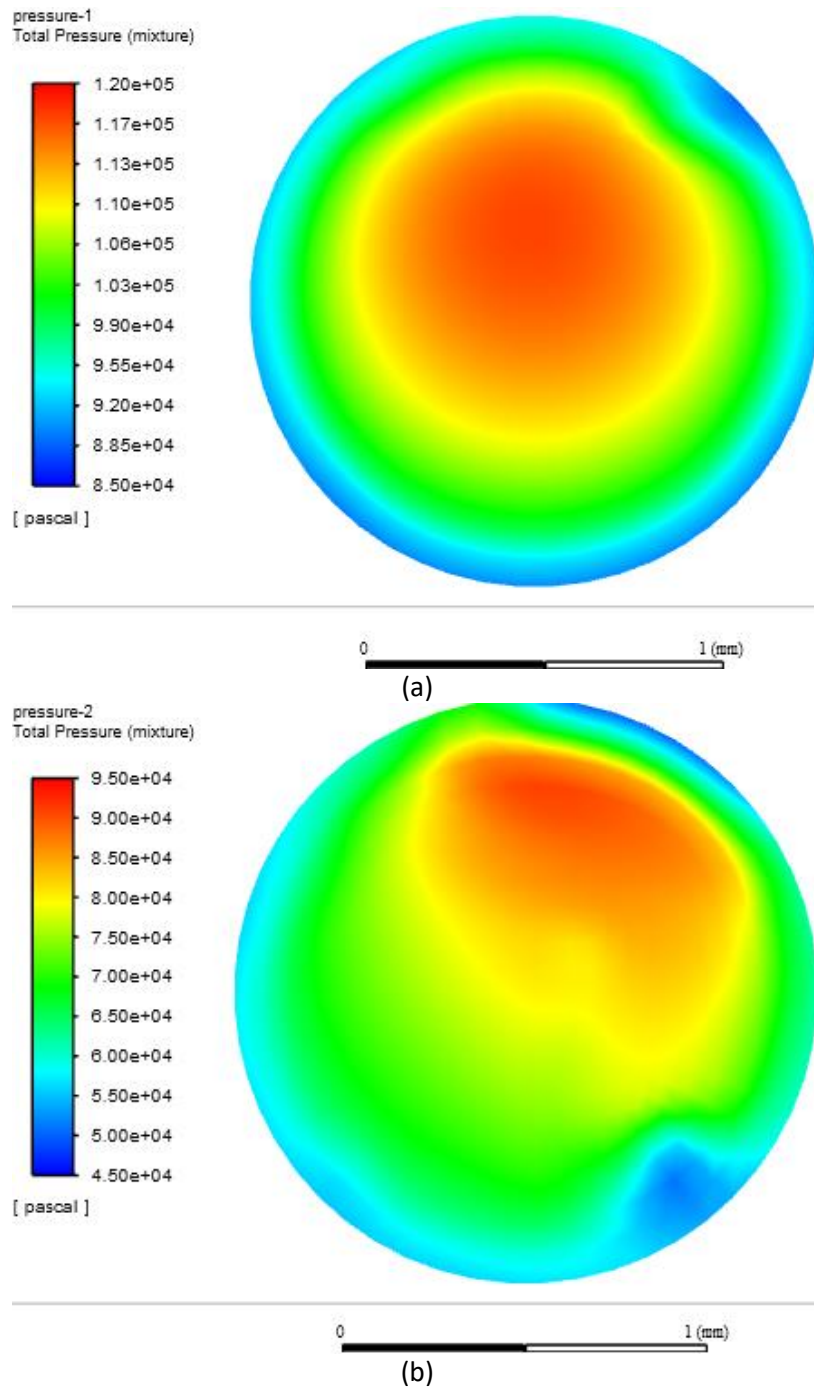 pressure-1
Total Pressure (mixture)
1.20e+05
1.17e+05
1.13e+05
1.10e+05
1.06e+05
1.03e+05
9.90e+04
9.55e+04
9.20e+04
8.85e+04
8.50e+04
[ pascal ]
0 1 (mm)
(a)
pressure-2
Total Pressure (mixture)
9.50e+04
9.00e+04
8.50e+04
8.00e+04
7.50e+04
7.00e+04
6.00e+04
6.00e+04
5.00e+04
5.00e+04
4.50e+04
[ pascal ]
0 1 (mm)
(b)